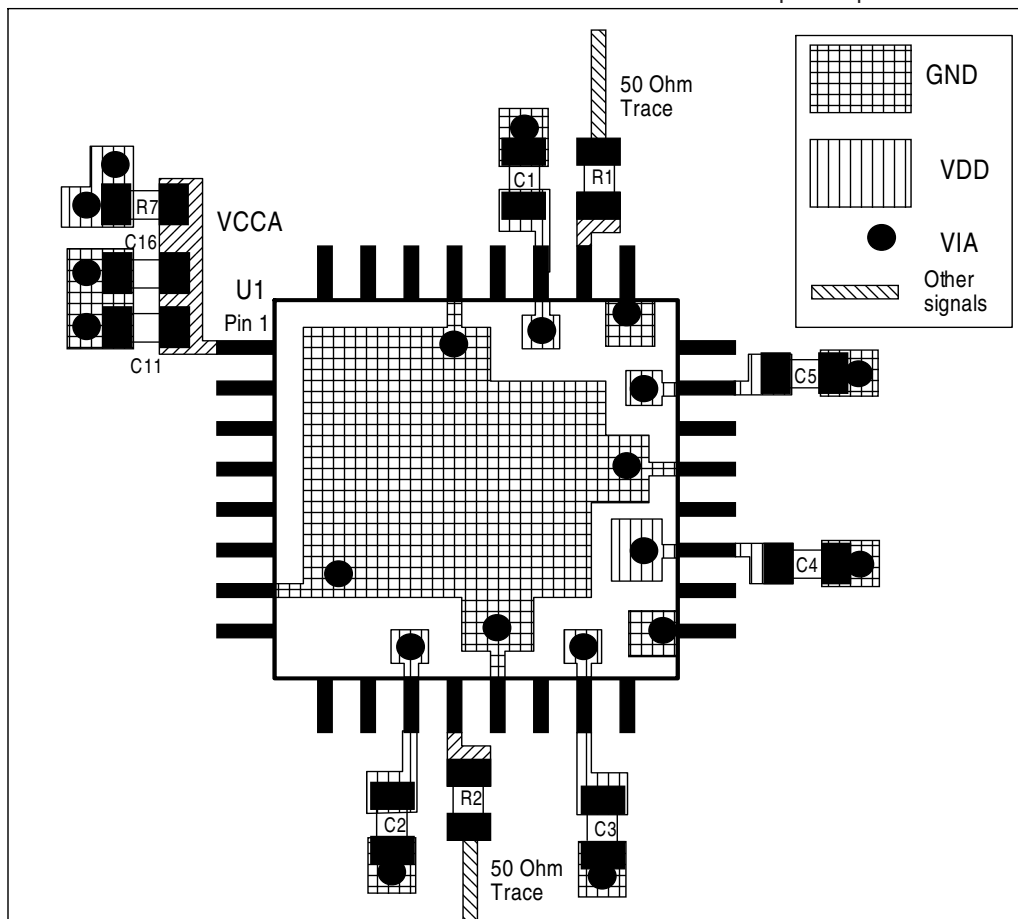 50 Ohm
Trace
GND
VDD
VIA
Other
signals
C1
R1
R7
VCCA
C16
U1
Pin 1
C11
C5
C4
C2
R2
C3
50 Ohm
Trace